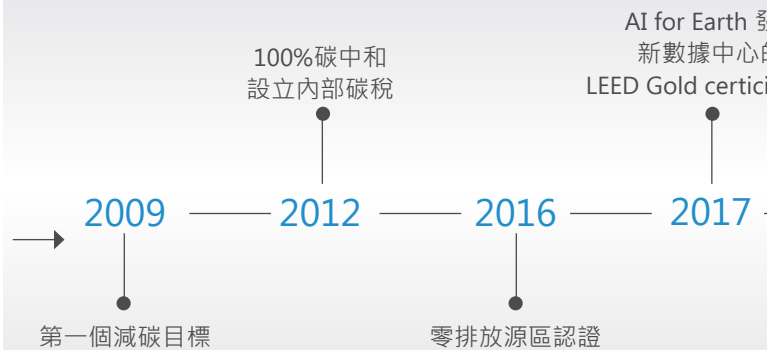 AI for Earth
100%碳中和
新數據中心
設立內部碳稅
LEED Gold
2009
2012
2016
2017
第一個減碳目標
零排放源區認證